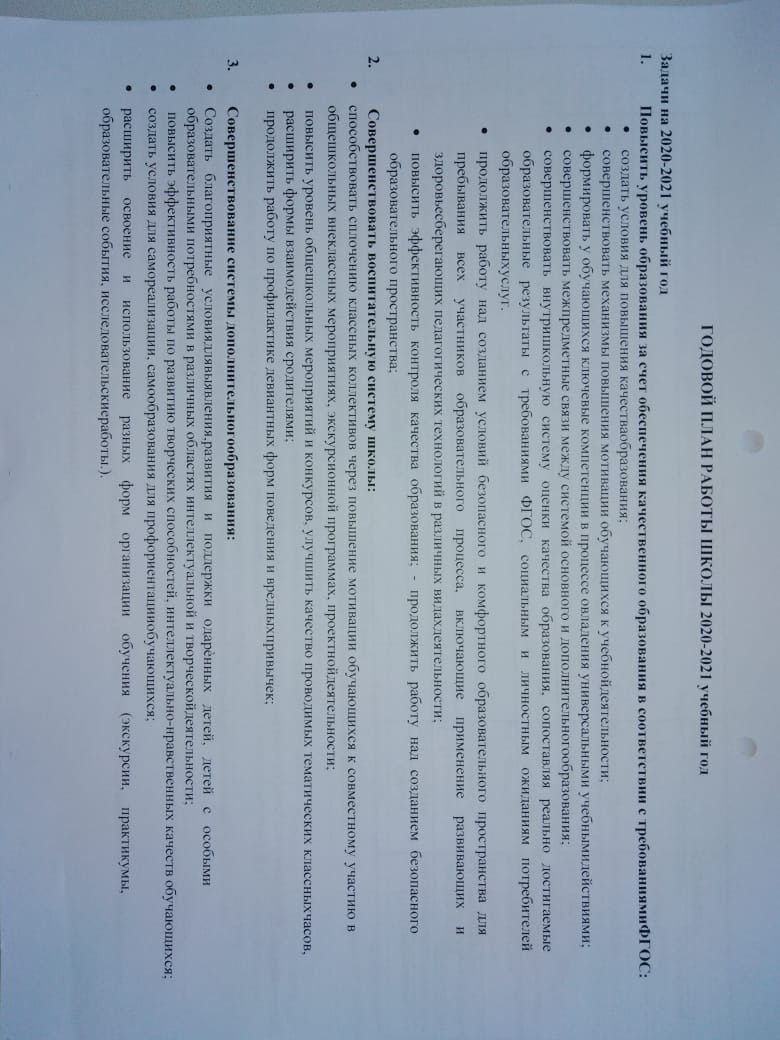 ГОДОВОЙ ПЛАН РАБОТЫ ШКОЛЫ 2020-2021 учебный год
Задачи на 2020-2021 учебный год
1. Повысить уровень образования за счет обеспечения качественного образования в соответствии с требованиямиФГОС:
• создать условия для повышения качестваобразования;
• совершенствовать механизмы повышения мотивации обучающихся к учебнойдеятельности;
• формировать у обучающихся ключевые компетенции в процессе овладения универсальными учебнымидействиями;
• совершенствовать межпредметные связи между системой основного и дополнительногообразования;
• совершенствовать внутришкольную систему оценки качества образования, сопоставляя реально достигаемые
образовательные результаты с требованиями ФГОС, социальным и личностным ожиданиям потребителей
образовательныхуслуг.
• продолжить работу над созданием условий безопасного и комфортного образовательного пространства для
пребывания всех участников образовательного процесса, включающие применение развивающих и
здоровьесберегающих педагогических технологий в различных видахдеятельности;
• повысить эффективность контроля качества образования; - продолжить работу над созданием безопасного
образовательного пространства;
2. Совершенствовать воспитательную систему школы:
• способствовать сплочению классных коллективов через повышение мотивации обучающихся к совместному участию в
общешкольных внеклассных мероприятиях, экскурсионной программах, проектнойдеятельности;
• повысить уровень общешкольных мероприятий и конкурсов, улучшить качество проводимых тематических классныхчасов,
• расширить формы взаимодействия сродителями;
• продолжить работу по профилактике девиантных форм поведения и вредныхпривычек;
3. Совершенствование системы дополнительногообразования:
• Создать благоприятные условиядлявыявления,развития и поддержки одарённых детей, детей с особыми
образовательными потребностями в различных областях интеллектуальной и творческойдеятельности;
• повысить эффективность работы по развитию творческих способностей, интеллектуально-нравственных качеств обучающихся;
• создать условия для самореализации, самообразования для профориентацииобучающихся;
• расширить освоение и использование разных форм организации обучения (экскурсии, практикумы,
образовательные события, исследовательскиеработы.).